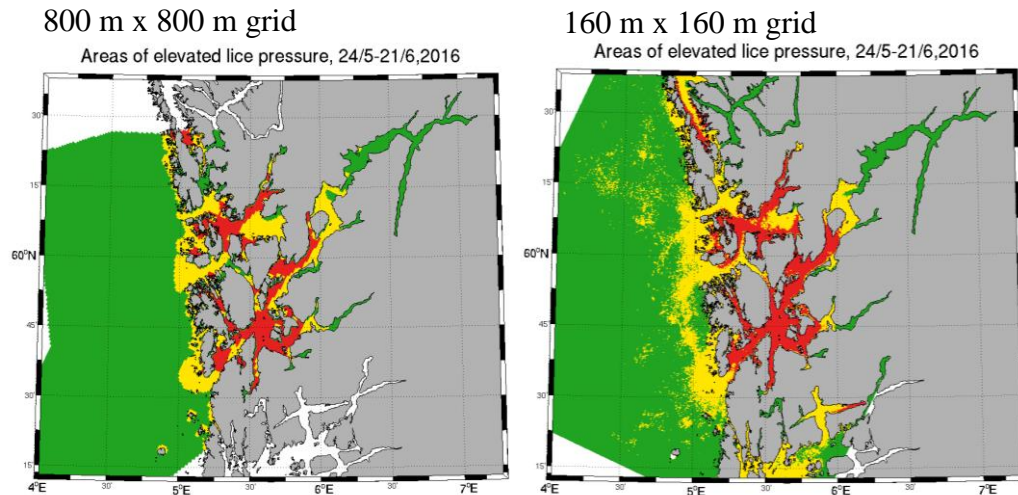 800 m x 800 m grid
160 m x 160 m grid
Areas of elevated lice pressure, 24/5-21/6,2016
Areas of elevated lice pressure, 24/5-21/6,2016
30'
15'
60°N
45'
30'
15'
4°E
30'
5°E
30'
6°E
30'
7°E
30'
15'
60°N
45'
30'
15'
4°E
30'
5°E
30'
6°E
30'
7°E